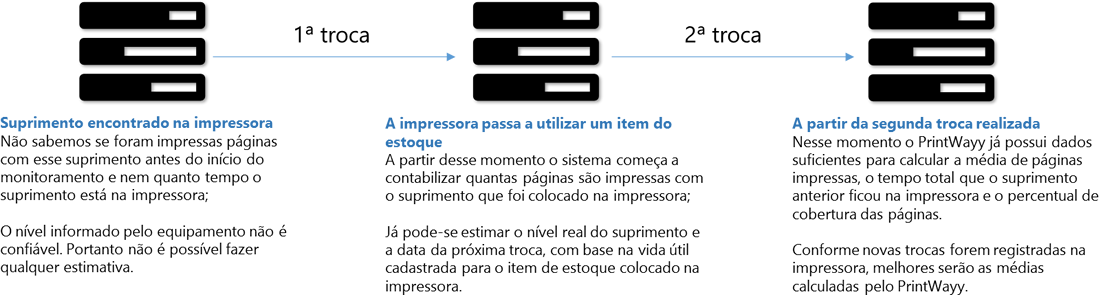 1ª troca
2ª troca
Suprimento encontrado na impressora
Não sabemos se foram impressas páginas
com esse suprimento antes do início do
monitoramento e nem quanto tempo o
suprimento está na impressora;
O nível informado pelo equipamento não é
confiável. Portanto não é possível fazer
qualquer estimativa.
A impressora passa a utilizar um item do
estoque
A partir desse momento o sistema começa a
contabilizar quantas páginas são impressas com
o suprimento que foi colocado na impressora;
Já pode-se estimar o nível real do suprimento e
a data da próxima troca, com base na vida útil
cadastrada para o item de estoque colocado na
impressora.
A partir da segunda troca realizada
Nesse momento o PrintWayy já possui dados
suficientes para calcular a média de páginas
impressas, o tempo total que o suprimento
anterior ficou na impressora e o percentual de
cobertura das páginas.
Conforme novas trocas forem registradas na
impressora, melhores serão as médias
calculadas pelo PrintWayy.